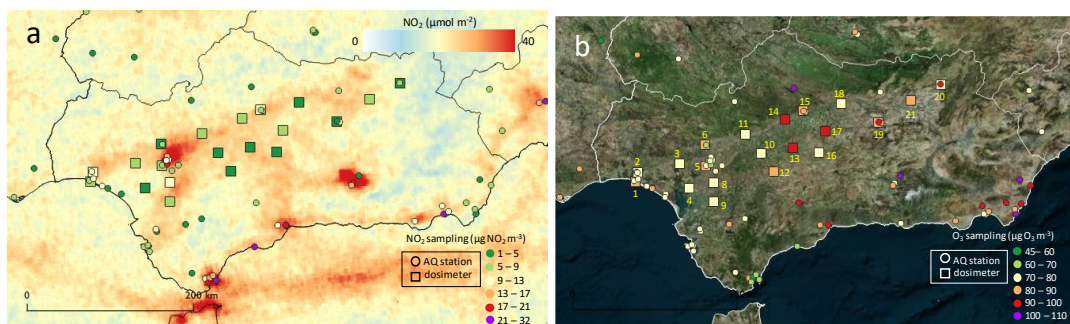 a
NO₂ (µmol m⁻²)
0
40
NO₂ sampling (µg NO₂ m⁻³)
AQ station
dosimeter
1 – 5
5 – 9
9 – 13
13 – 17
17 – 21
21 – 32
0
200 km
b
18
20
21
14
15
19
11
17
6
10
13
16
2
3
5
12
8
4
1
9
O₃ sampling (µg O₃ m⁻³)
AQ station
dosimeter
45 – 60
60 – 70
70 – 80
80 – 90
90 – 100
100 – 110
0